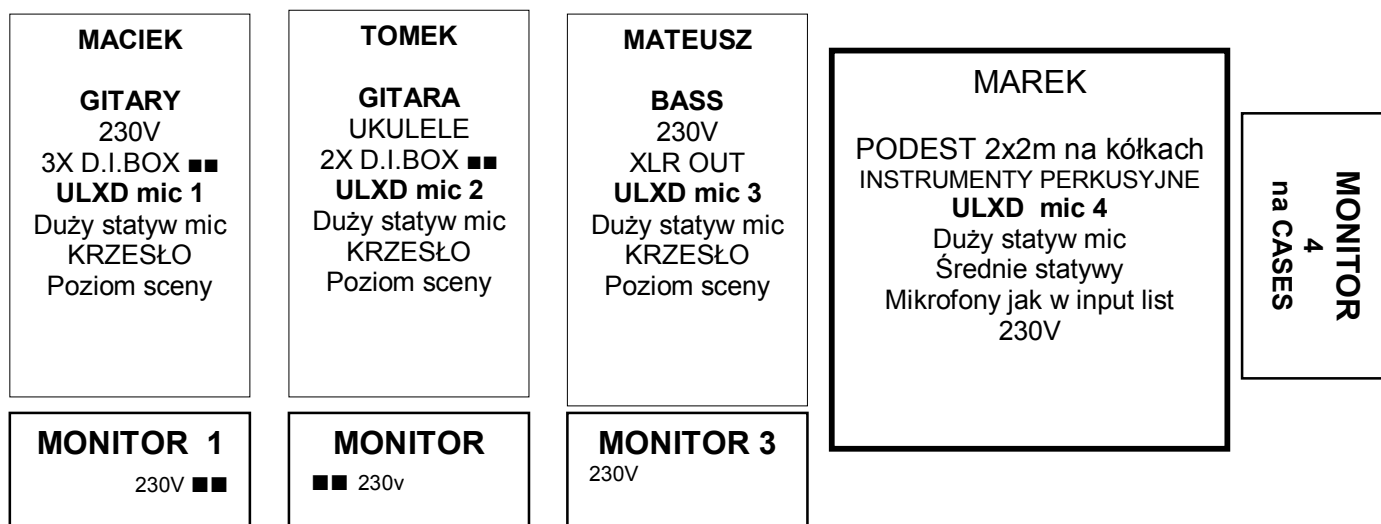 MACIEK
GITARY
230V
3X D.I.BOX ■■
ULXD mic 1
Duży statyw mic
KRZESŁO
Poziom sceny
TOMEK
GITARA
UKULELE
2X D.I.BOX ■■
ULXD mic 2
Duży statyw mic
KRZESŁO
Poziom sceny
MATEUSZ
BASS
230V
XLR OUT
ULXD mic 3
Duży statyw mic
KRZESŁO
Poziom sceny
MAREK
PODEST 2x2m na kółkach
INSTRUMENTY PERKUSYJNE
ULXD mic 4
Duży statyw mic
Średnie statywy
Mikrofony jak w input list
230V
MONITOR
4
na CASES
MONITOR 1
230V ■■
MONITOR
■■ 230v
MONITOR 3
230V